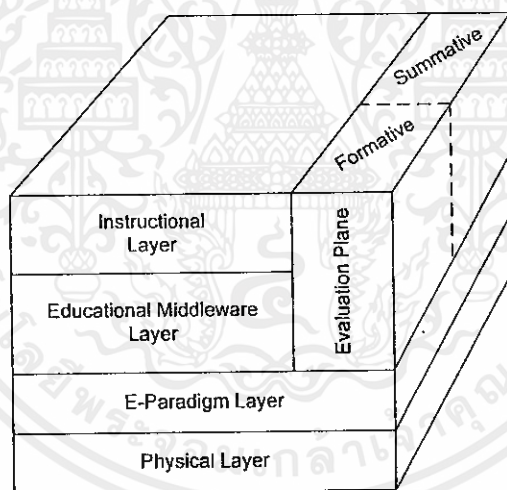 Summative
Formative
Instructional
Layer
Evaluation Plane
Educational Middleware
Layer
E-Paradigm Layer
Physical Layer